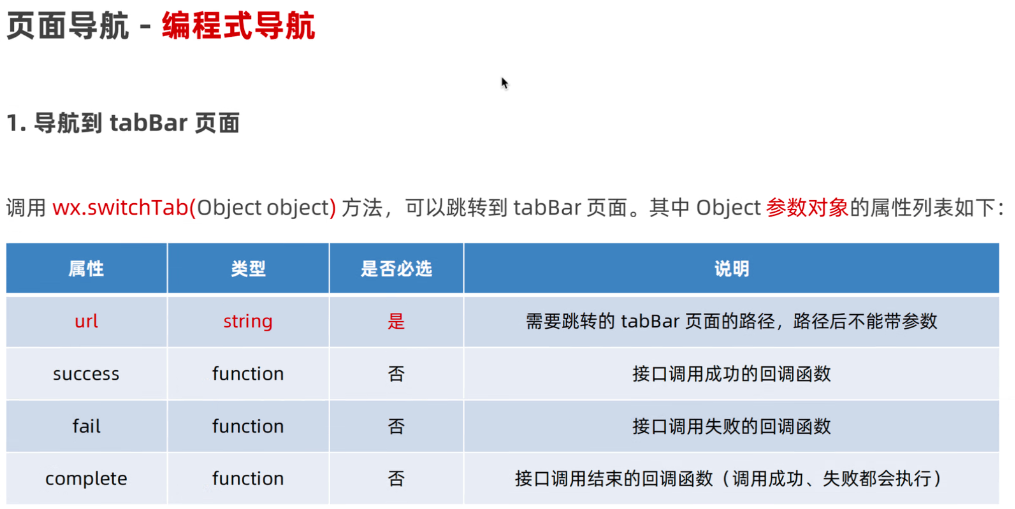 页面导航 - 编程式导航
1. 导航到 tabBar 页面
调用 wx.switchTab(Object object) 方法，可以跳转到 tabBar 页面。其中 Object 参数对象的属性列表如下：
属性 类型 是否必选 说明
url string 是 需要跳转的 tabBar 页面的路径，路径后不能带参数
success function 否 接口调用成功的回调函数
fail function 否 接口调用失败的回调函数
complete function 否 接口调用结束的回调函数（调用成功、失败都会执行）